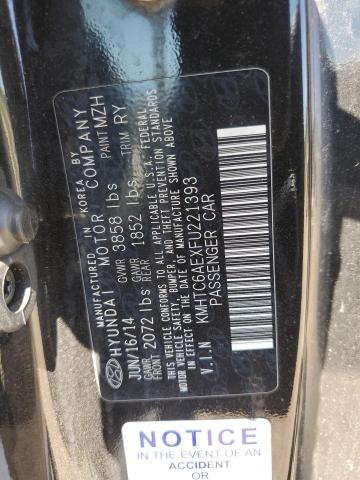 MANUFACTURED IN KOREA BY
HYUNDAI MOTOR COMPANY
JUN/16/14 GVWR 3858 lbs PAINT MZH
GAWR FRONT 2072 lbs GAWR REAR 1852 lbs TRIM RY
THIS VEHICLE CONFORMS TO ALL APPLICABLE U.S.A. FEDERAL
MOTOR VEHICLE SAFETY, BUMPER, AND THEFT PREVENTION STANDARDS
IN EFFECT ON THE DATE OF MANUFACTURE SHOWN ABOVE
V.I.N KMHTC6AEXFU221393
PASSENGER CAR
NOTICE
IN THE EVENT OF AN
ACCIDENT
OR